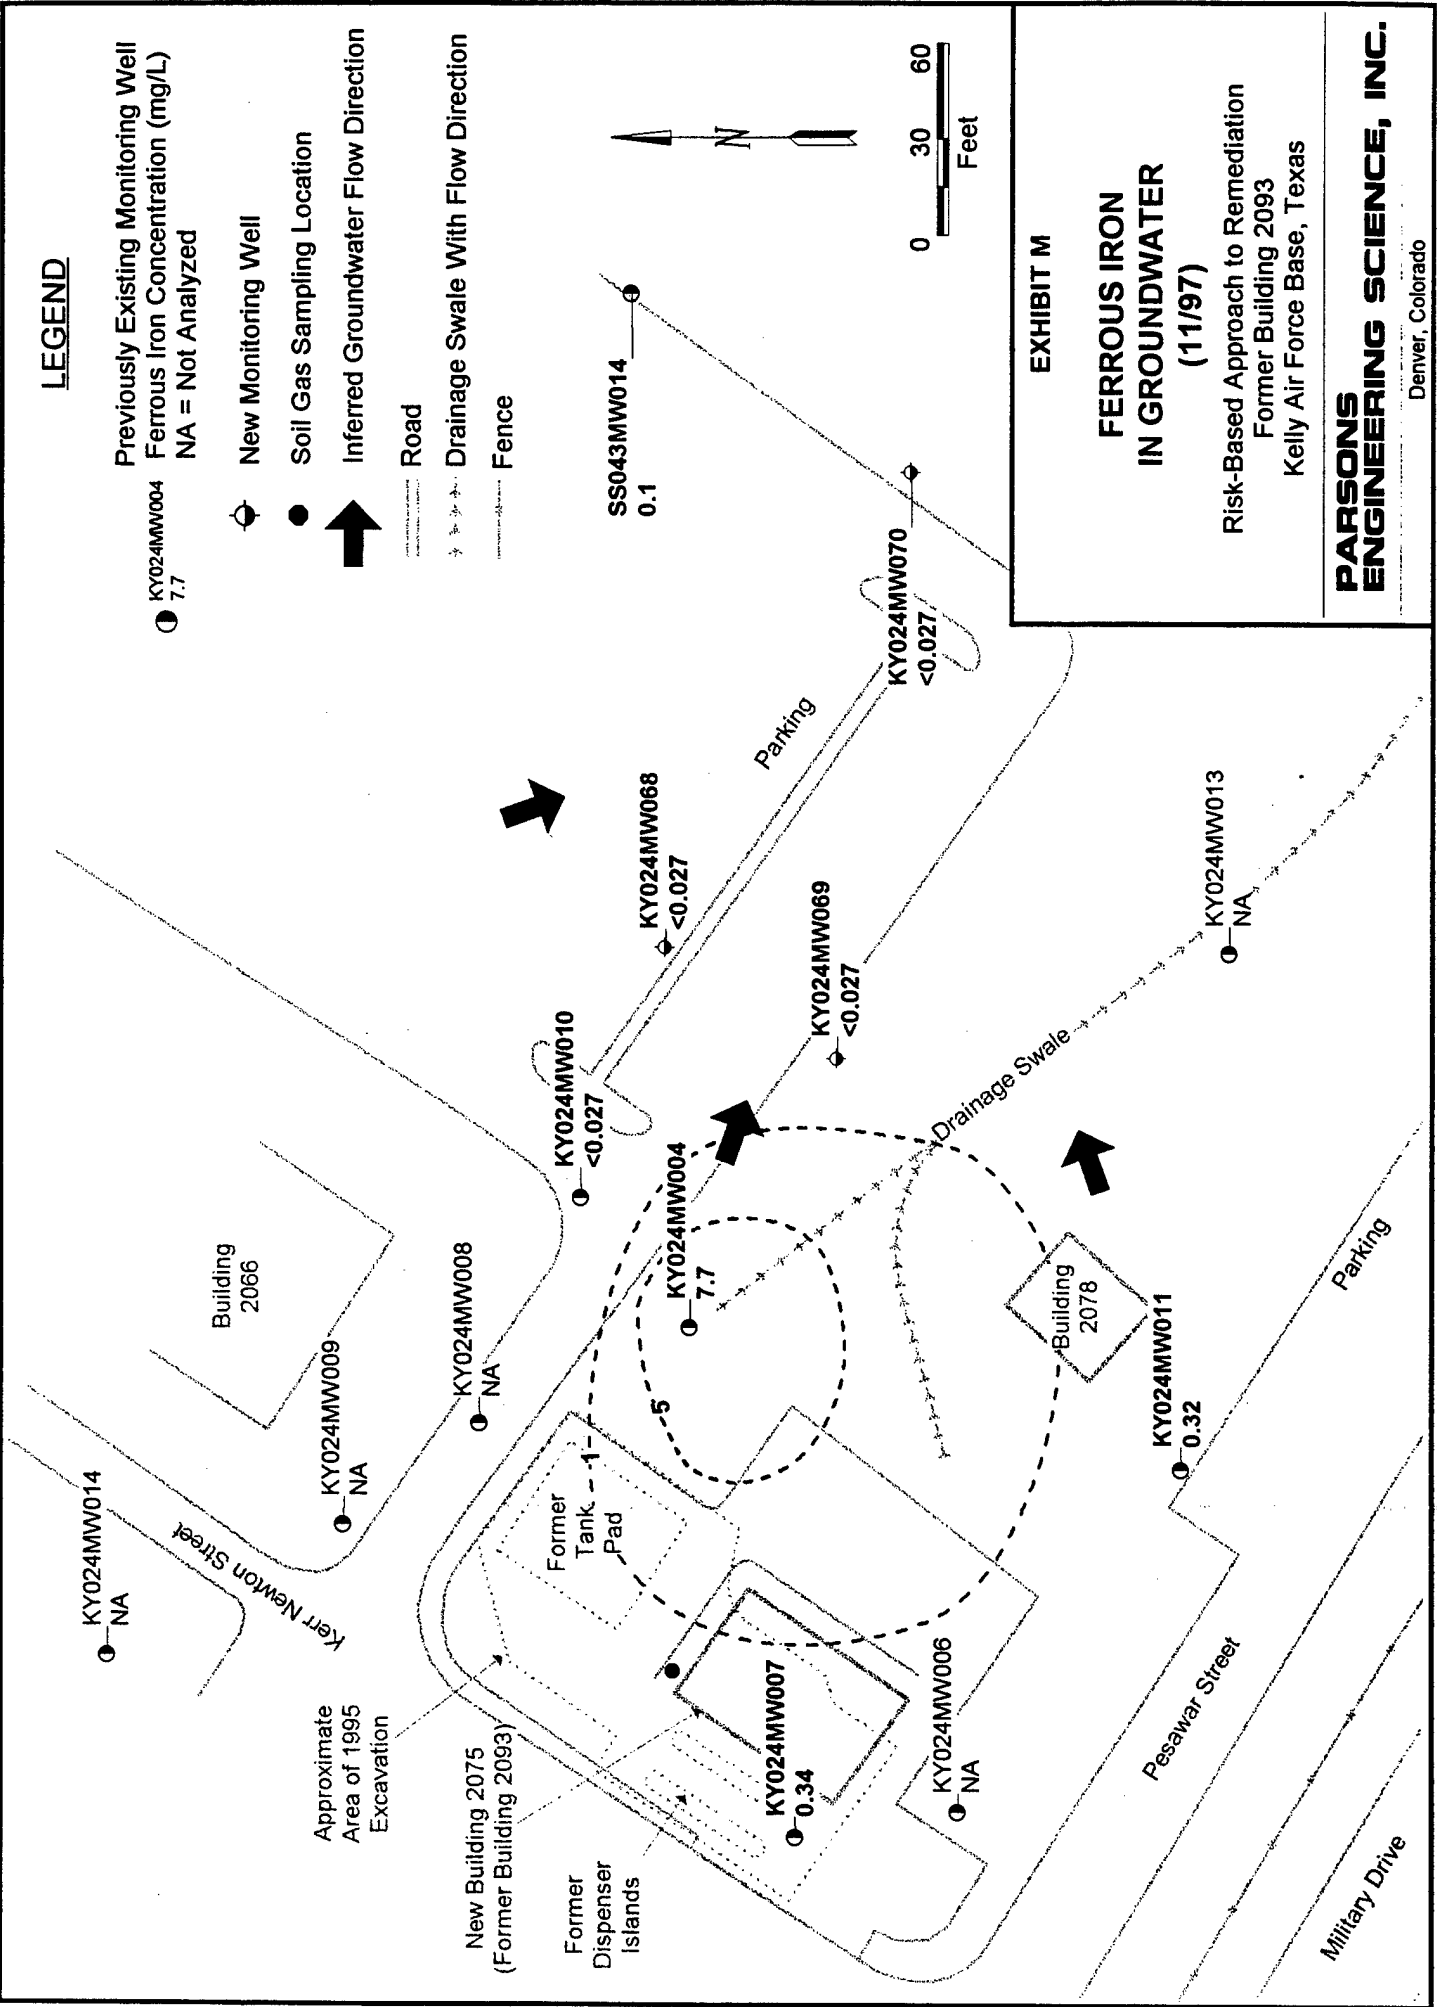 LEGEND
KY024MW004
7.7
Previously Existing Monitoring Well
Ferrous Iron Concentration (mg/L)
NA = Not Analyzed
New Monitoring Well
Soil Gas Sampling Location
Inferred Groundwater Flow Direction
Road
Drainage Swale With Flow Direction
Fence
N
0 30 60
Feet
KY024MW014
NA
Kerr Newton Street
KY024MW009
NA
Building
2066
KY024MW008
NA
Approximate
Area of 1995
Excavation
New Building 2075
(Former Building 2093)
Former
Dispenser
Islands
Former
Tank
Pad
1
5
KY024MW010
<0.027
KY024MW004
7.7
KY024MW068
<0.027
Parking
SS043MW014
0.1
KY024MW070
<0.027
KY024MW069
<0.027
KY024MW007
0.34
KY024MW006
NA
Drainage Swale
Building
2078
KY024MW011
0.32
KY024MW013
NA
Parking
Pesawar Street
Military Drive
EXHIBIT M
FERROUS IRON
IN GROUNDWATER
(11/97)
Risk-Based Approach to Remediation
Former Building 2093
Kelly Air Force Base, Texas
PARSONS
ENGINEERING SCIENCE, INC.
Denver, Colorado